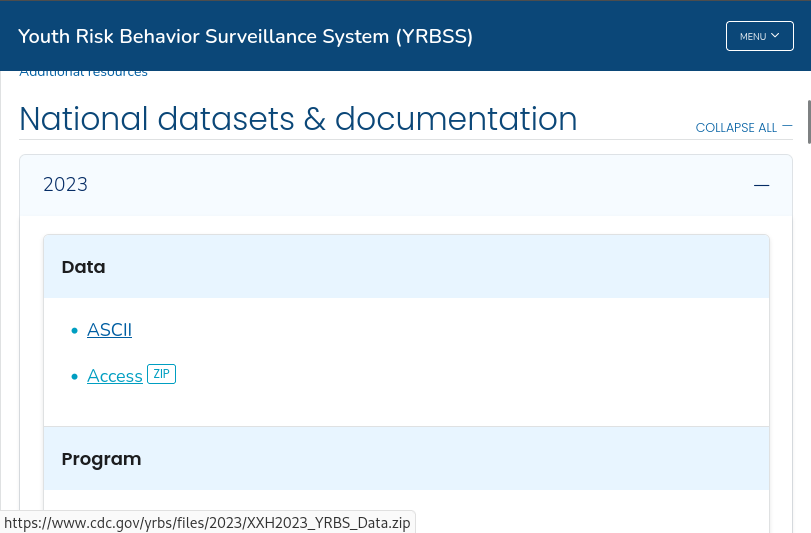 Youth Risk Behavior Surveillance System (YRBSS)
MENU
Additional resources
National datasets & documentation
COLLAPSE ALL
2023
Data
ASCII
Access ZIP
Program
https://www.cdc.gov/yrbs/files/2023/XXH2023_YRBS_Data.zip